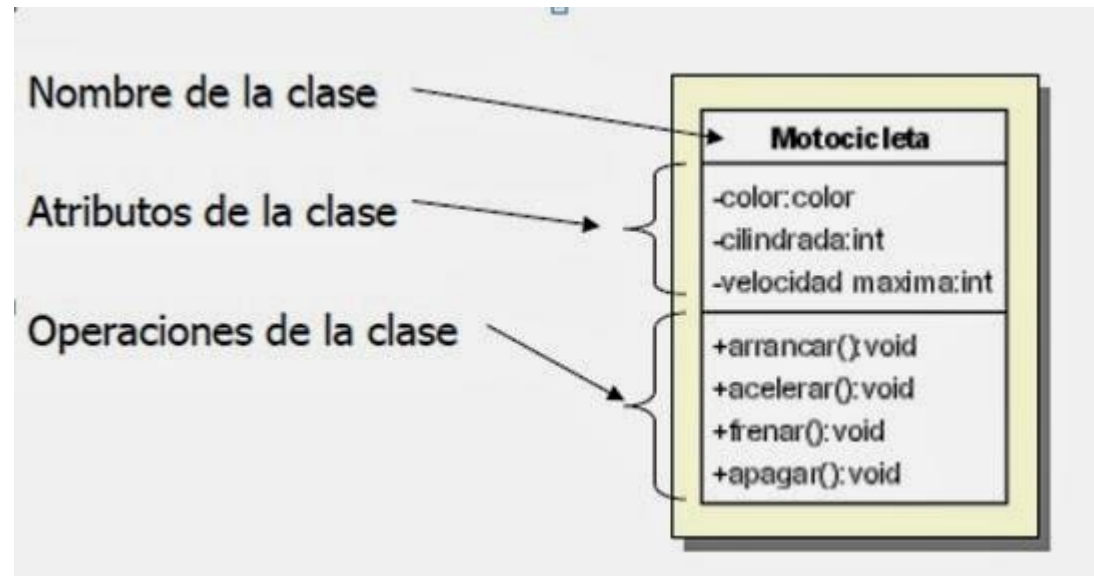 Nombre de la clase
Atributos de la clase
Operaciones de la clase
Motocicleta
-color:color
-cilindrada:int
-velocidad maxima:int
+arrancar():void
+acelerar():void
+frenar():void
+apagar():void